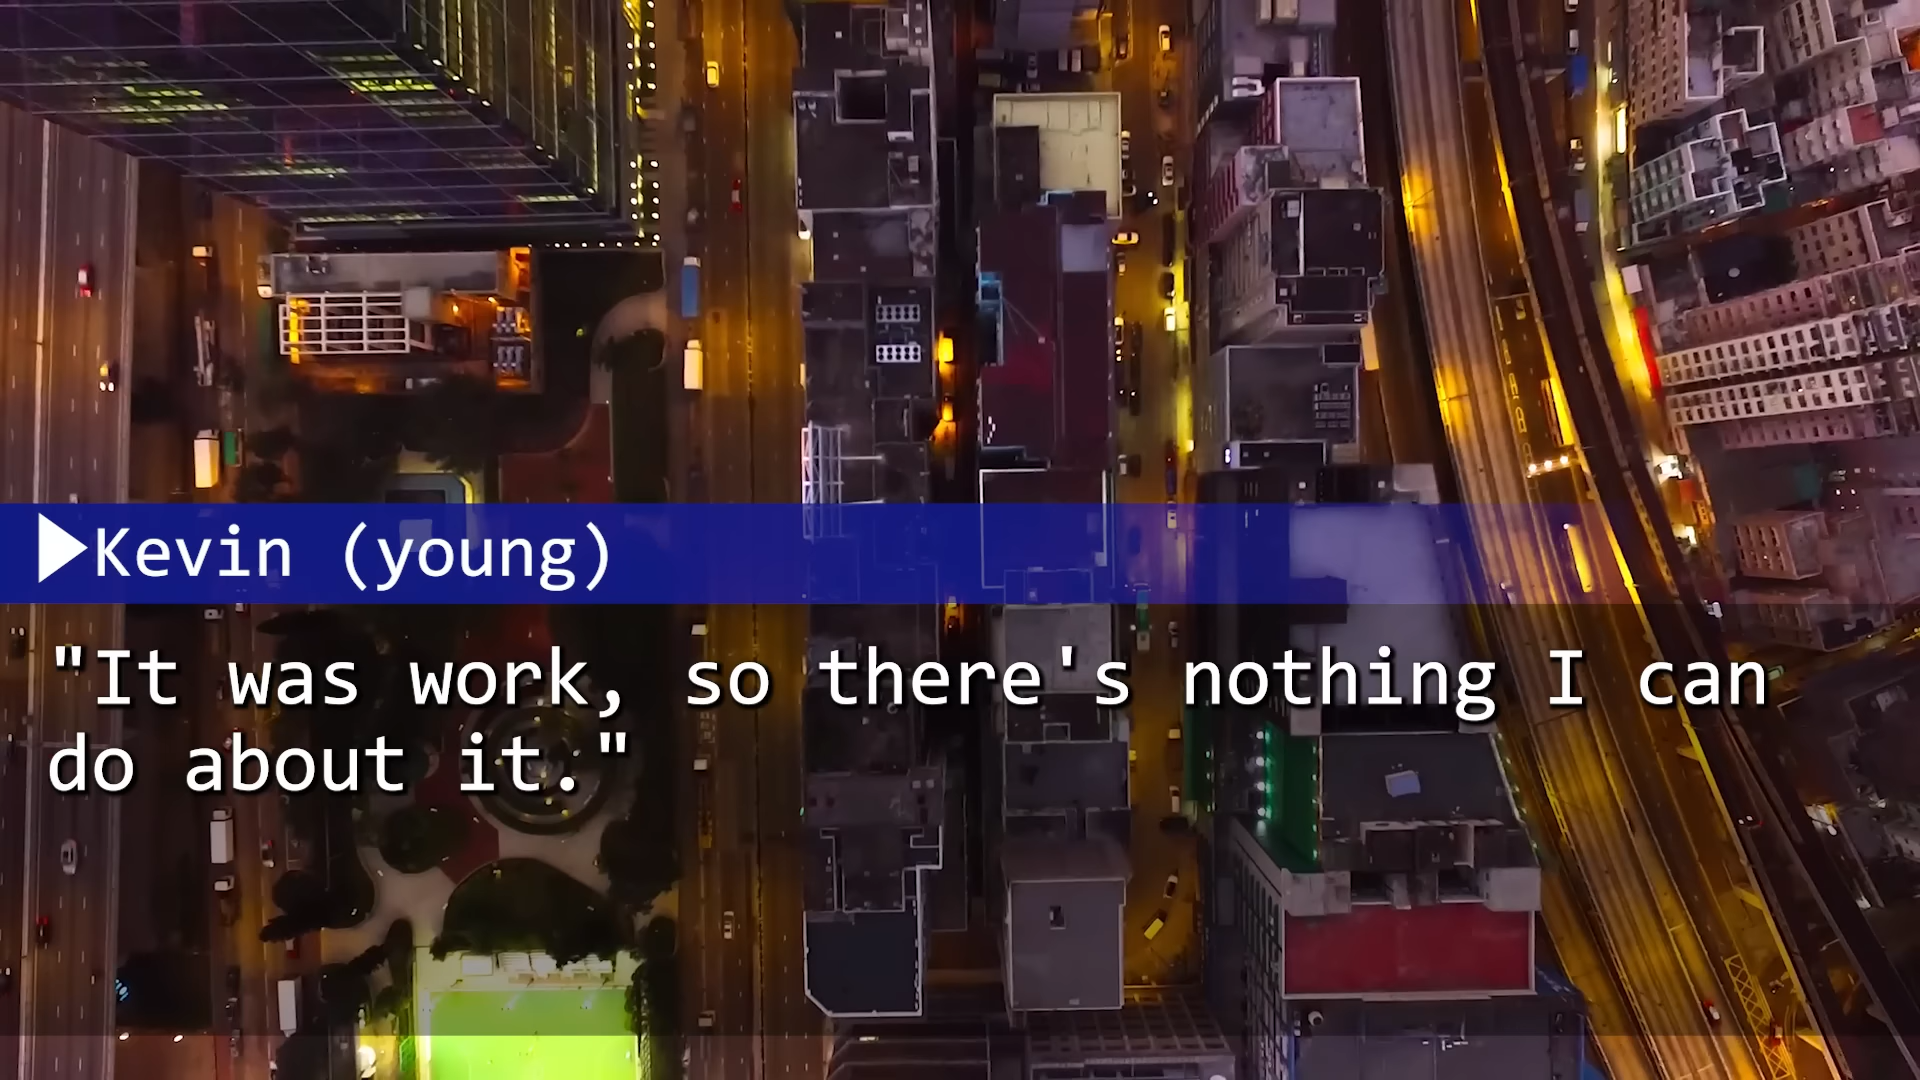 Kevin (young)
"It was work, so there's nothing I can
do about it."